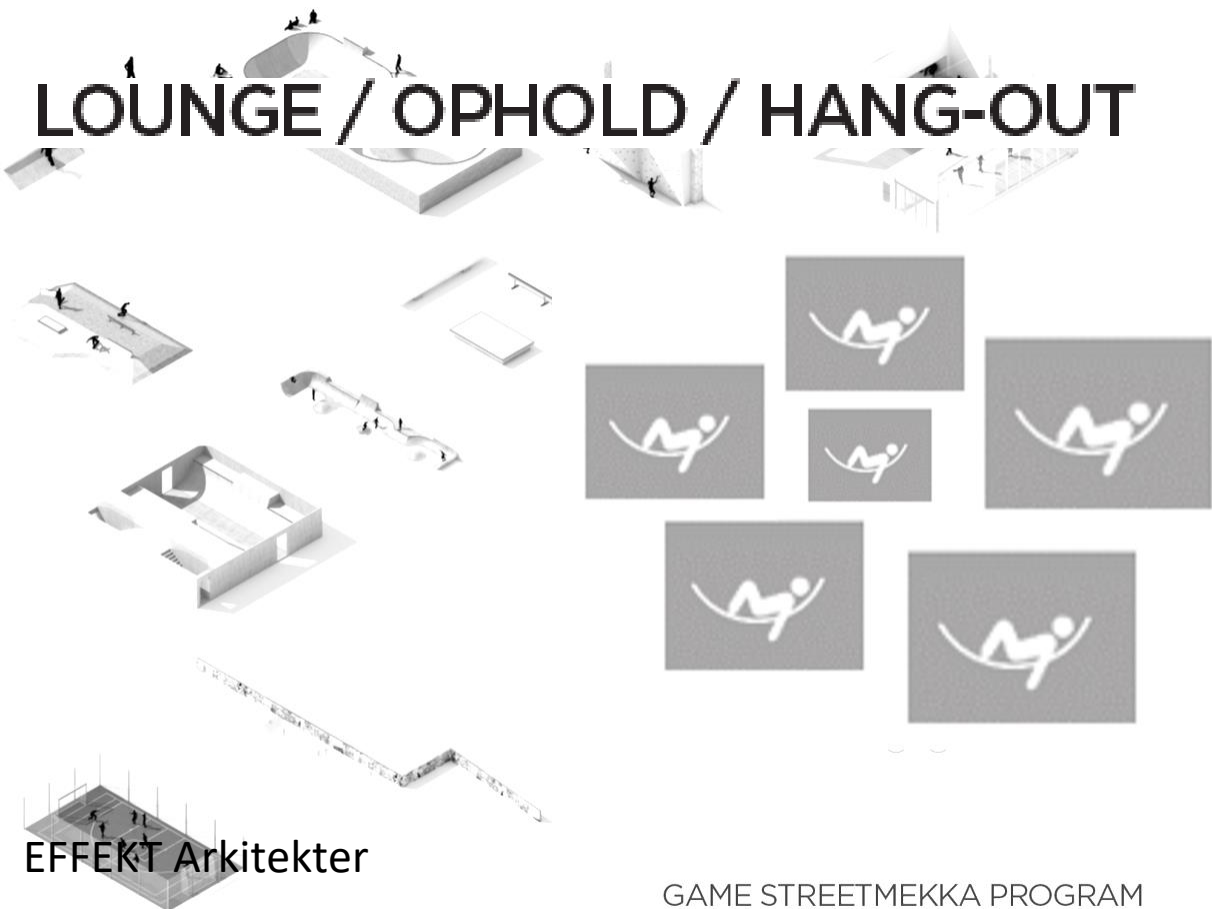 LOUNGE / OPHOLD / HANG-OUT
EFFEKT Arkitekter
GAME STREETMEKKA PROGRAM